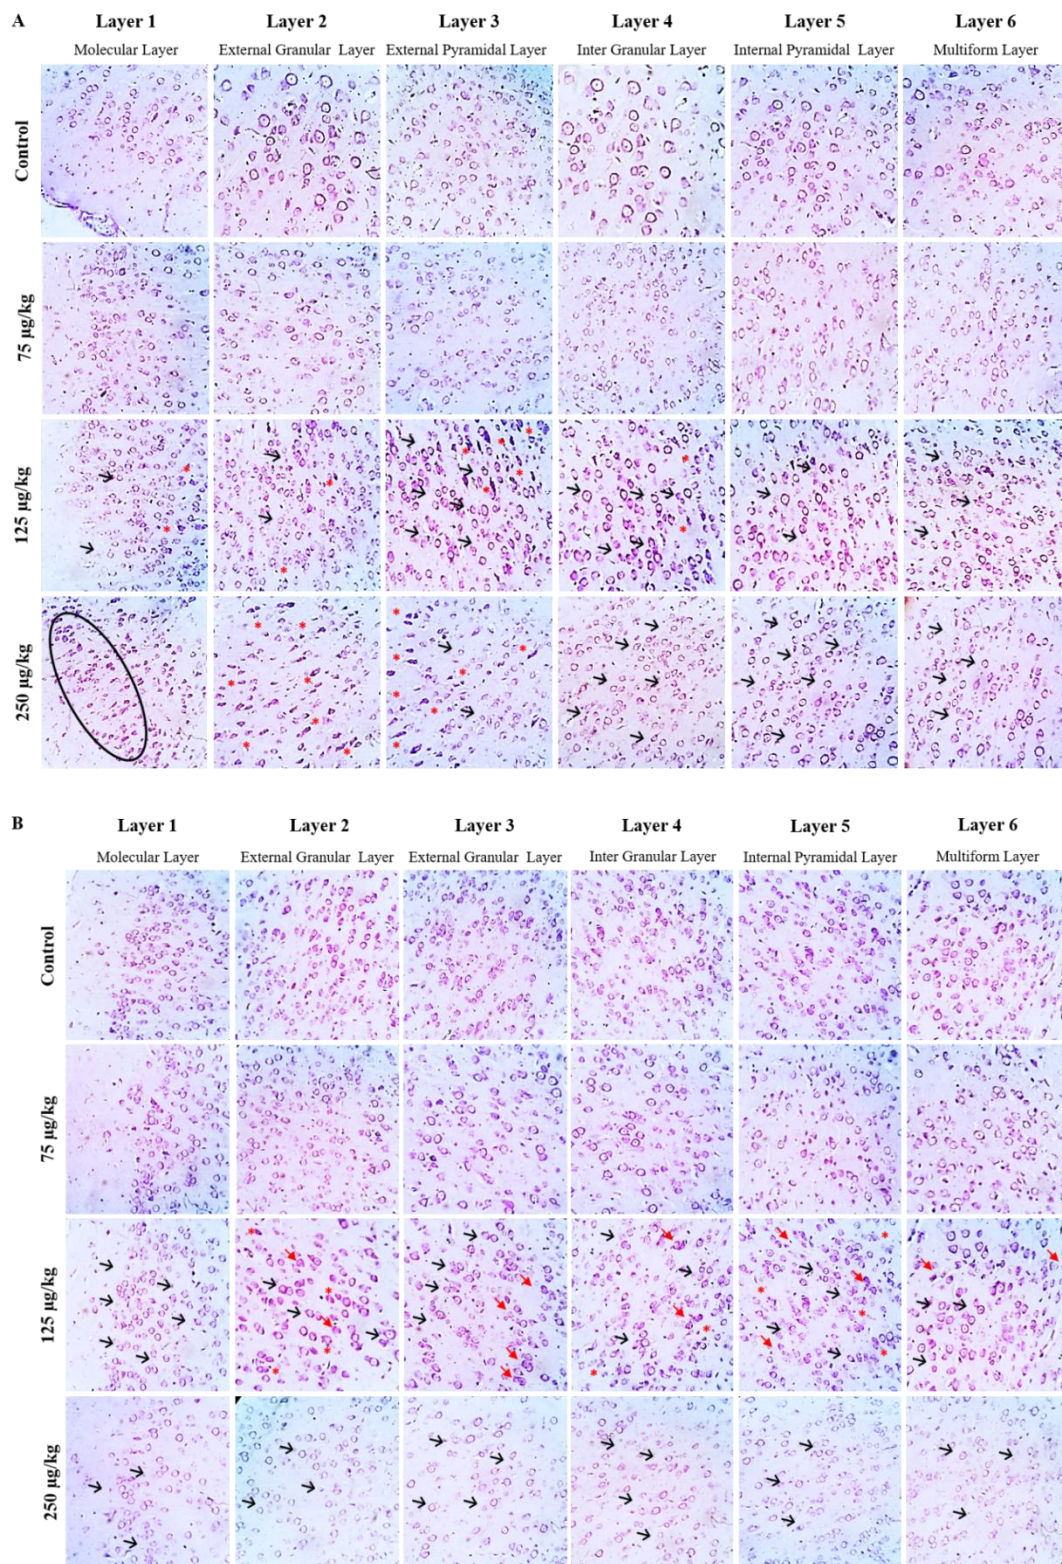 A
Layer 1 Layer 2 Layer 3 Layer 4 Layer 5 Layer 6
Molecular Layer External Granular Layer External Pyramidal Layer Inter Granular Layer Internal Pyramidal Layer Multiform Layer
Control
75 µg/kg
125 µg/kg
250 µg/kg
B
Layer 1 Layer 2 Layer 3 Layer 4 Layer 5 Layer 6
Molecular Layer External Granular Layer External Granular Layer Inter Granular Layer Internal Pyramidal Layer Multiform Layer
Control
75 µg/kg
125 µg/kg
250 µg/kg